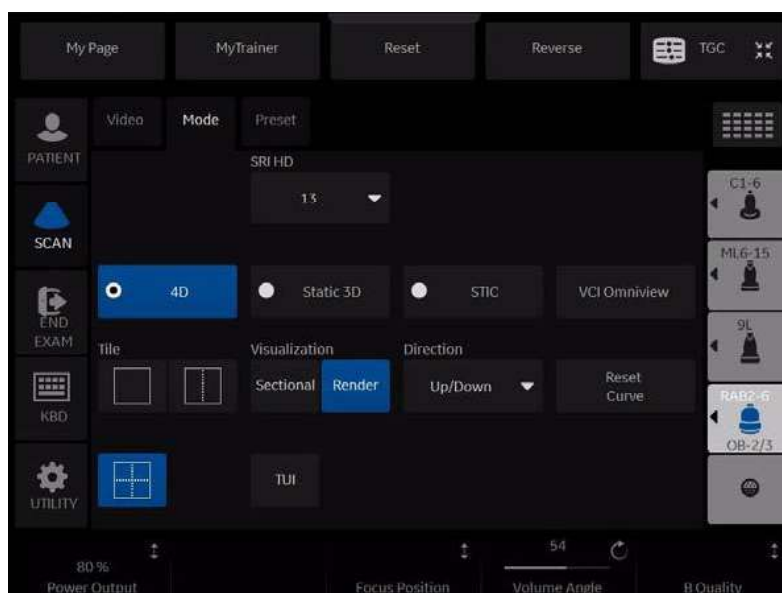 My Page
MyTrainer
Reset
Reverse
TGC
Video
Mode
Preset
PATIENT
SRI HD
13
C1-6
SCAN
ML6-15
4D
Static 3D
STIC
VCI Omniview
END
EXAM
9L
Tile
Visualization
Direction
Sectional
Render
Up/Down
Reset
Curve
KBD
RAB2-6
OB-2/3
TUI
UTILITY
80 %
54
Power Output
Focus Position
Volume Angle
B Quality